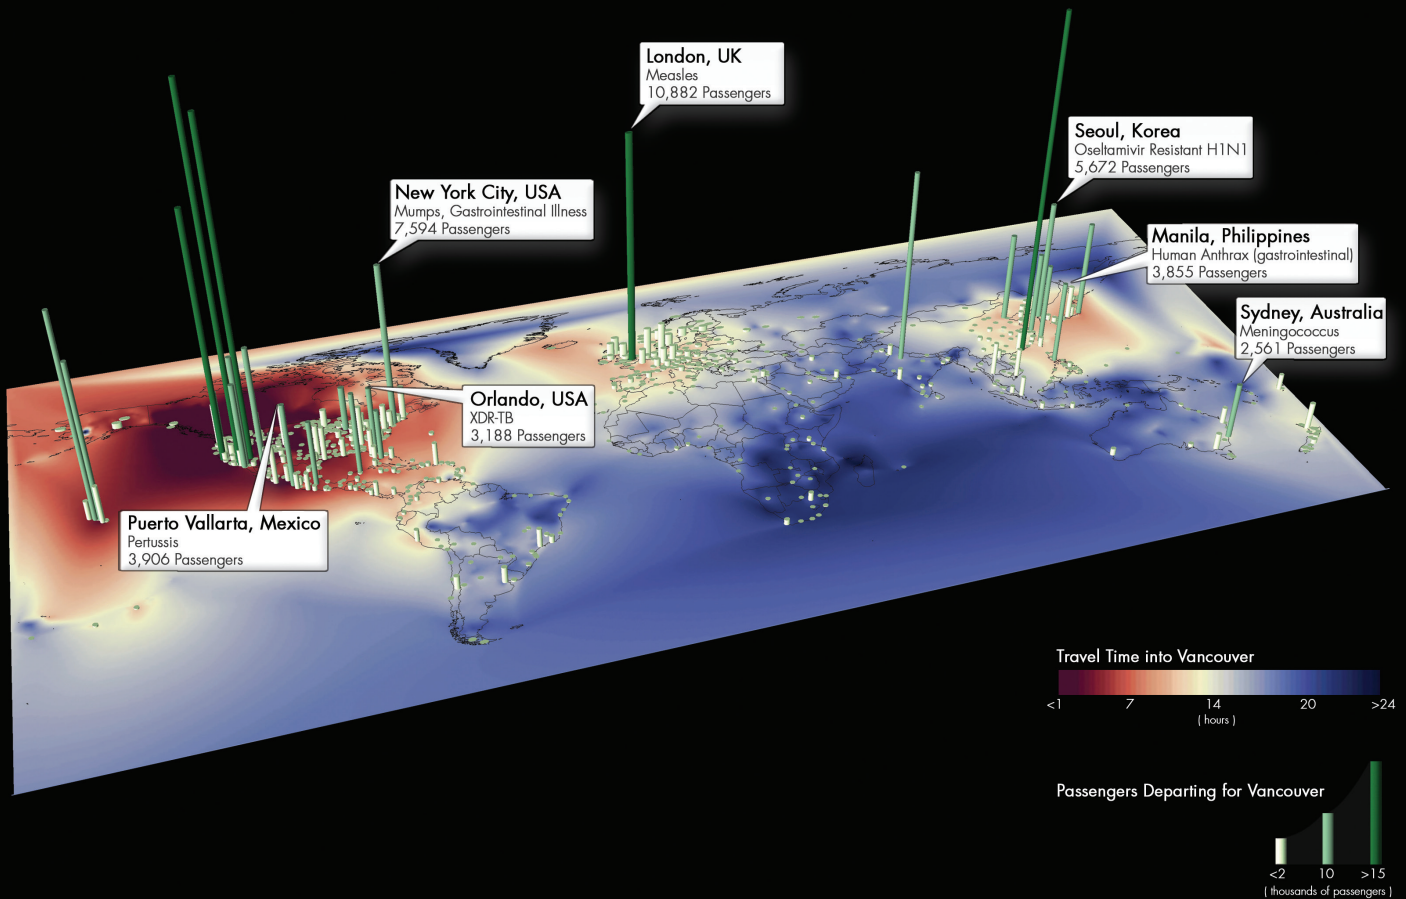 London, UK
Measles
10,882 Passengers
Seoul, Korea
Oseltamivir Resistant H1N1
5,672 Passengers
New York City, USA
Mumps, Gastrointestinal Illness
7,594 Passengers
Manila, Philippines
Human Anthrax (gastrointestinal)
3,855 Passengers
Sydney, Australia
Meningococcus
2,561 Passengers
Orlando, USA
XDR-TB
3,188 Passengers
Puerto Vallarta, Mexico
Pertussis
3,906 Passengers
Travel Time into Vancouver
<1 7 14 20 >24
( hours )
Passengers Departing for Vancouver
<2 10 >15
( thousands of passengers )